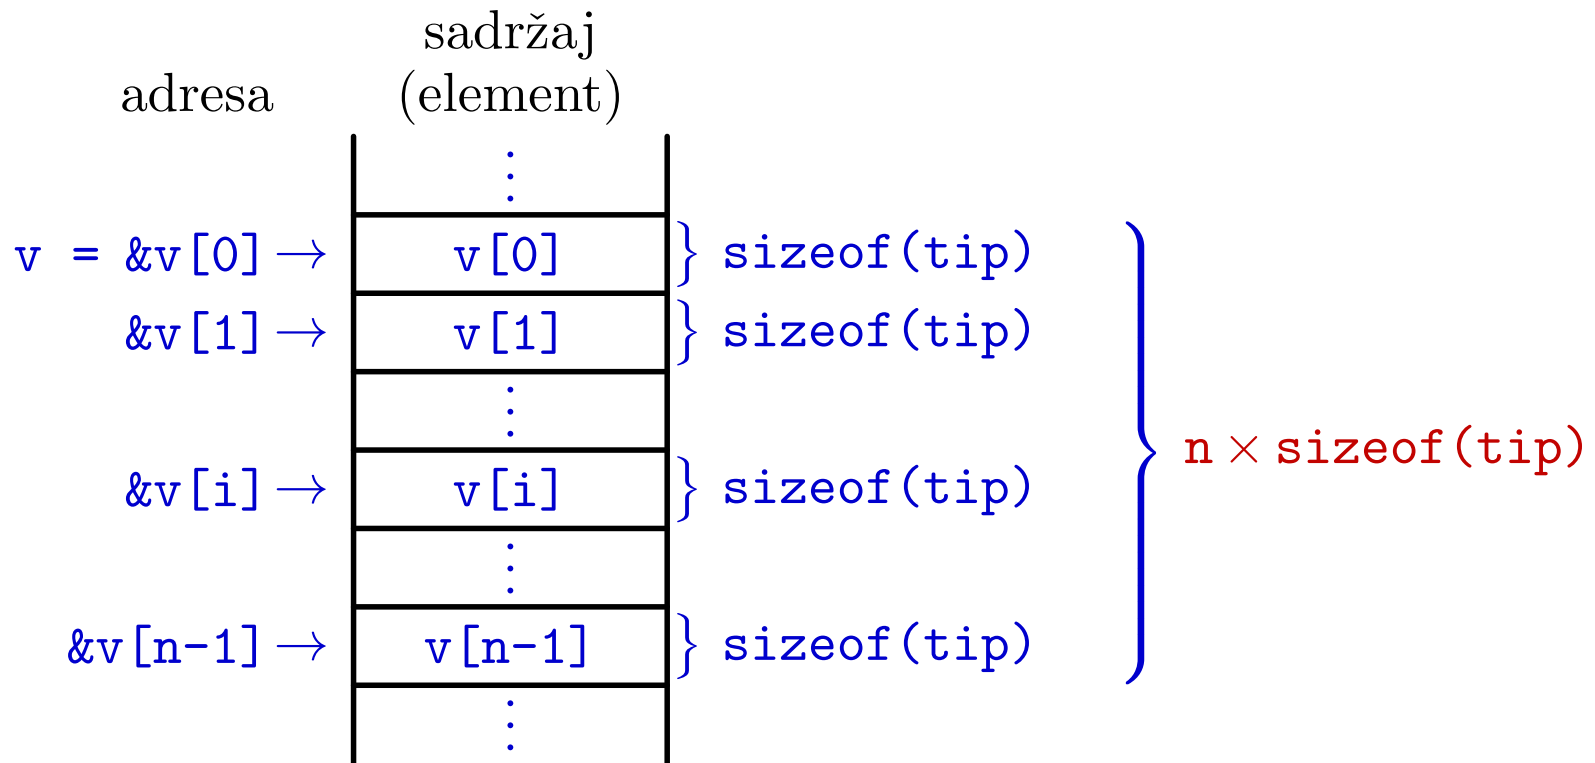 sadržaj
adresa (element)
⋮
v = &v[0] → v[0] } sizeof(tip)
&v[1] → v[1] } sizeof(tip)
⋮
n × sizeof(tip)
&v[i] → v[i] } sizeof(tip)
⋮
&v[n-1] → v[n-1] } sizeof(tip)
⋮